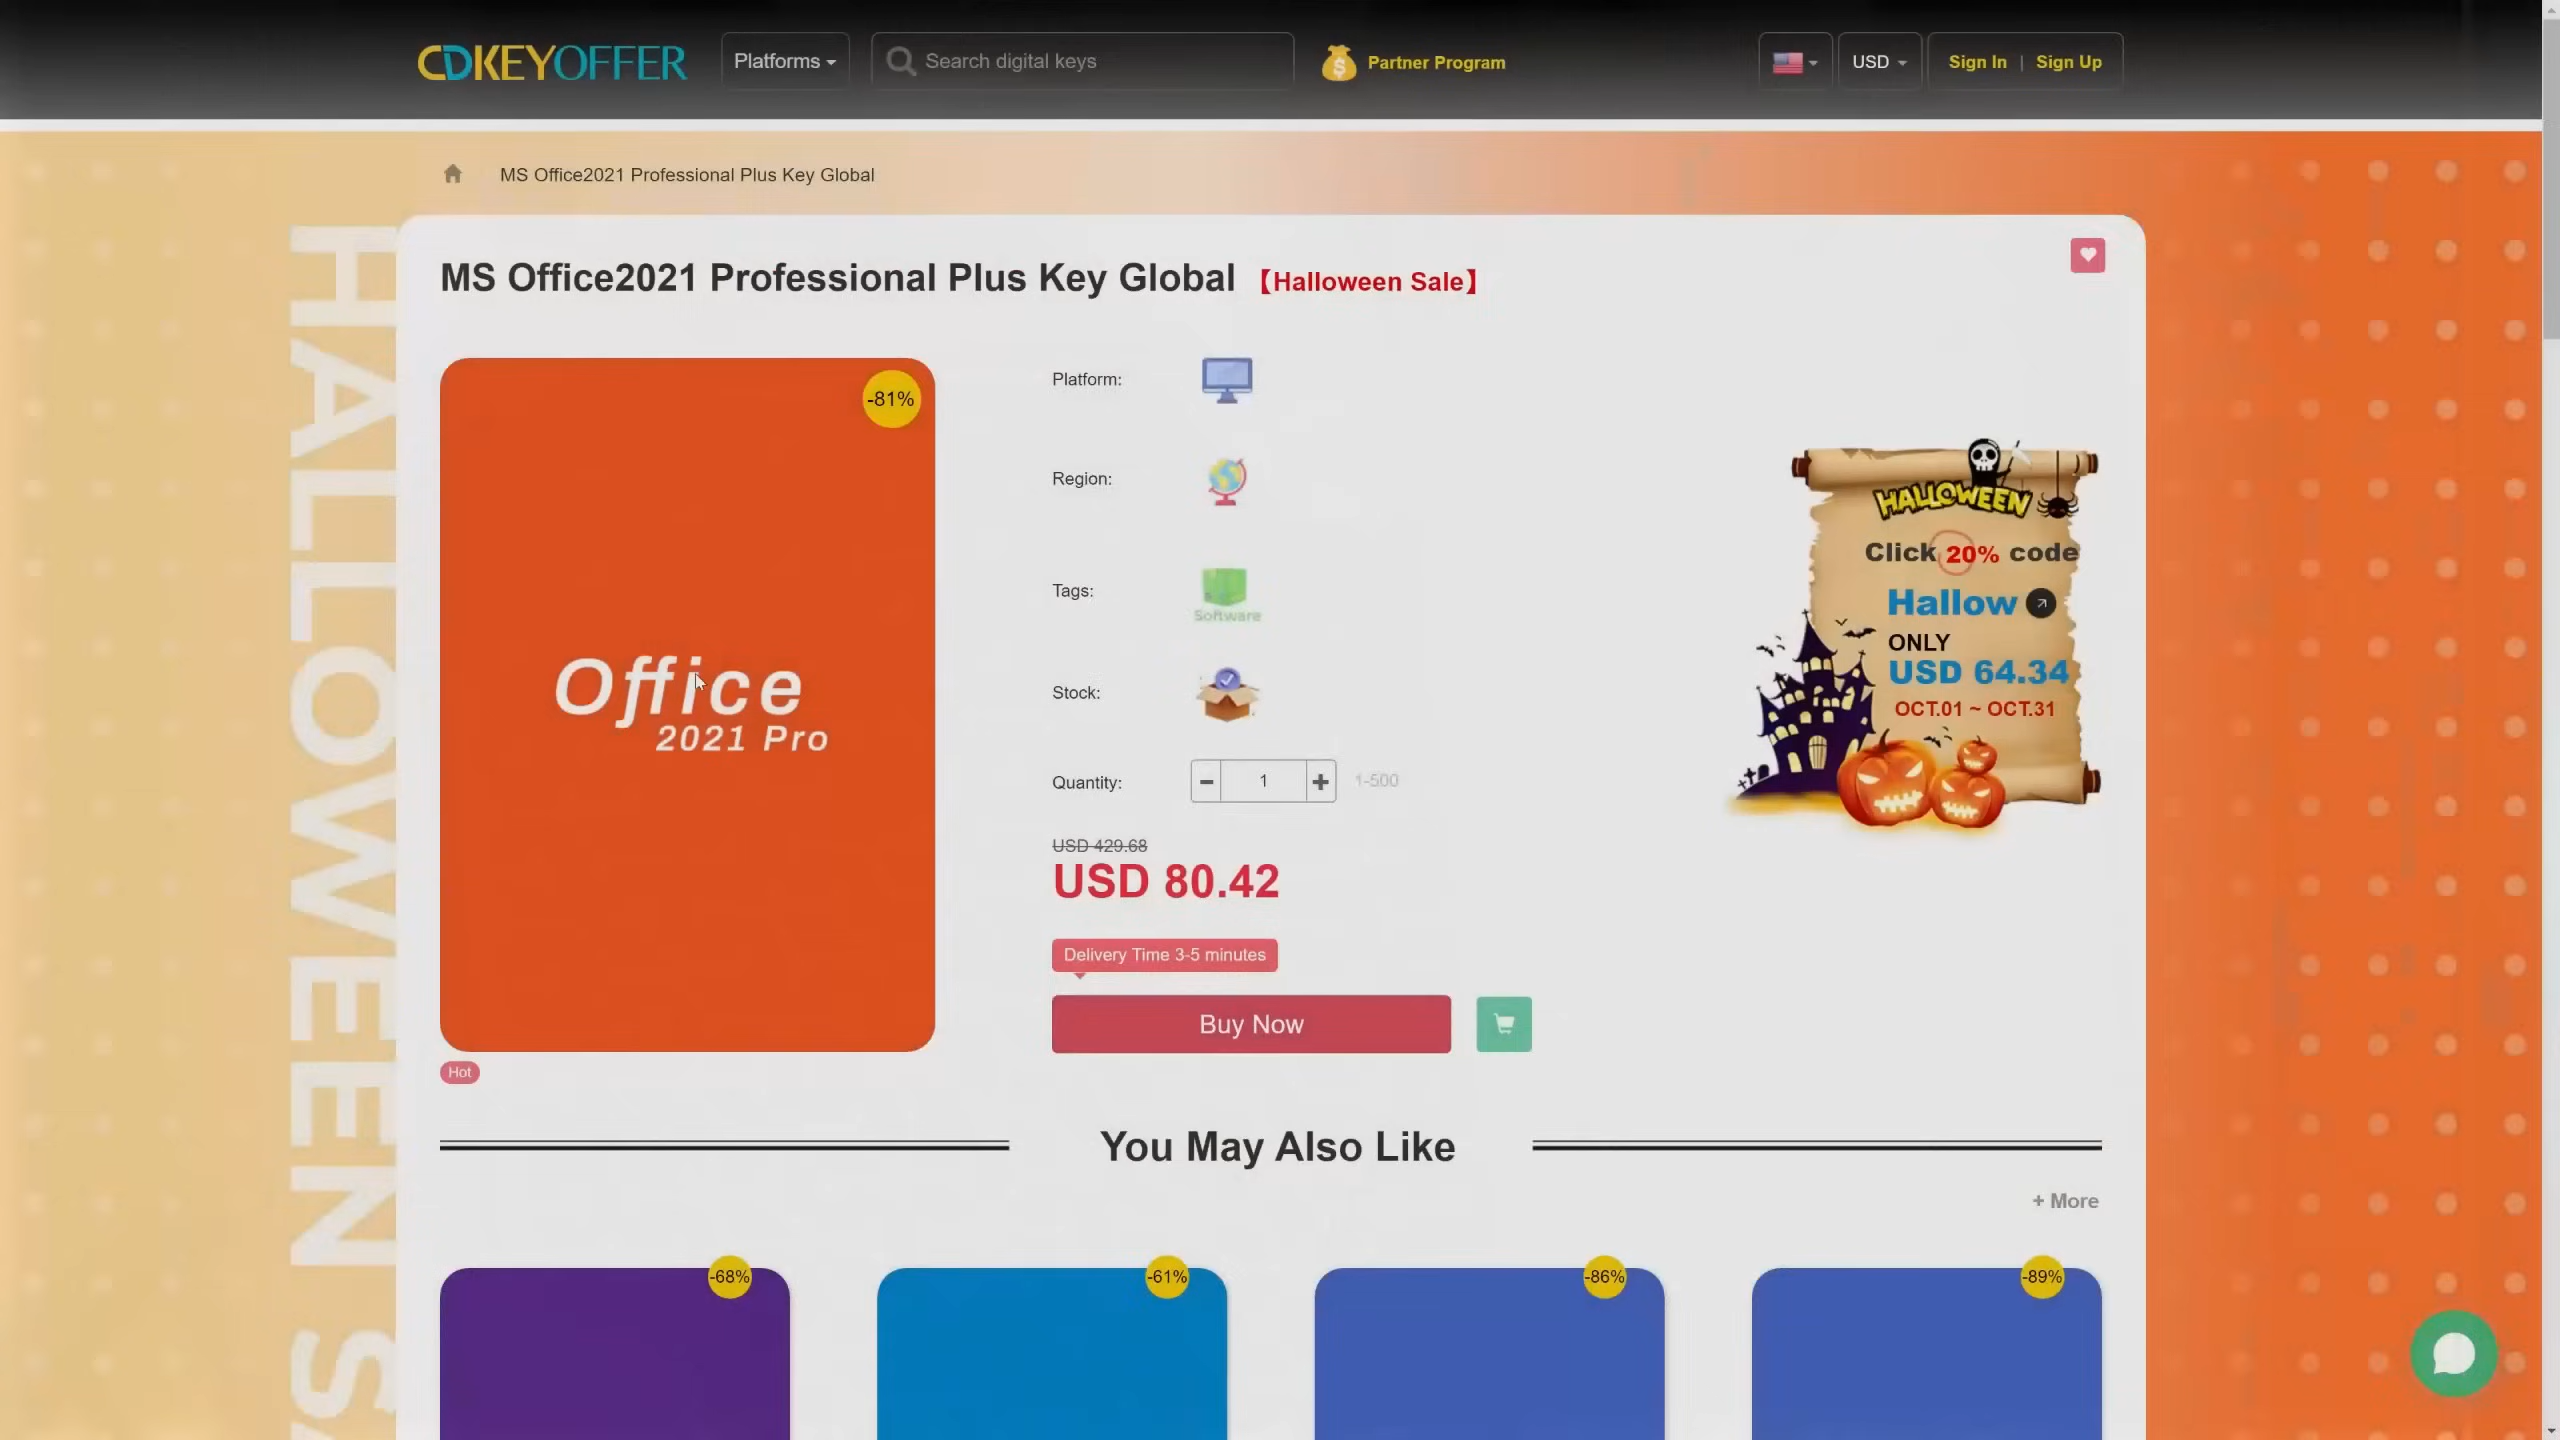 CDKEYOFFER
Platforms
Search digital keys
Partner Program
USD
Sign In | Sign Up
MS Office2021 Professional Plus Key Global
HALLOWEEN SA
MS Office2021 Professional Plus Key Global 【Halloween Sale】
-81%
Office
2021 Pro
Hot
Platform:
Region:
Tags:
Software
Stock:
Quantity:
1
1-500
USD 429.68
USD 80.42
Delivery Time 3-5 minutes
Buy Now
HALLOWEEN
Click 20% code
Hallow
ONLY
USD 64.34
OCT.01 ~ OCT.31
You May Also Like
+ More
-68%
-61%
-86%
-89%